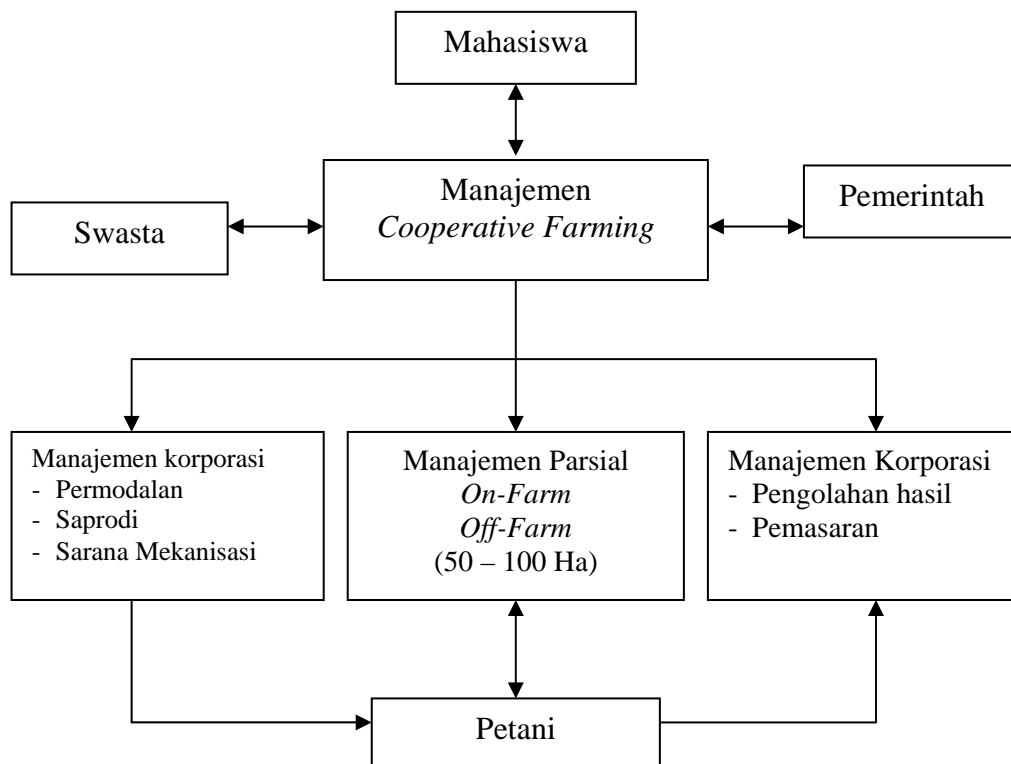 Mahasiswa
Manajemen
Cooperative Farming
Swasta
Pemerintah
Manajemen korporasi
- Permodalan
- Saprodi
- Sarana Mekanisasi
Manajemen Parsial
On-Farm
Off-Farm
(50 – 100 Ha)
Manajemen Korporasi
- Pengolahan hasil
- Pemasaran
Petani